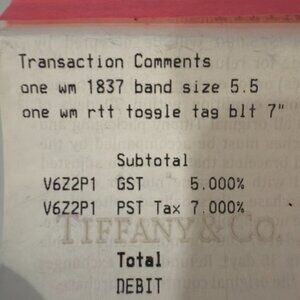 Transaction Comments
one wm 1837 band size 5.5
one wm rtt toggle tag blt 7"
Subtotal
V6Z2P1 GST 5.000%
V6Z2P1 PST Tax 7.000%
TIFFANY & CO.
Total
DEBIT